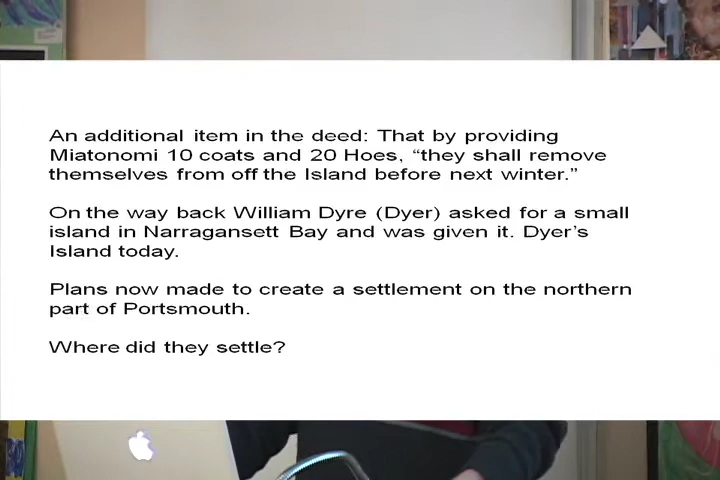 An additional item in the deed: That by providing
Miatonomi 10 coats and 20 Hoes, “they shall remove
themselves from off the Island before next winter.”
On the way back William Dyre (Dyer) asked for a small
island in Narragansett Bay and was given it. Dyer’s
Island today.
Plans now made to create a settlement on the northern
part of Portsmouth.
Where did they settle?